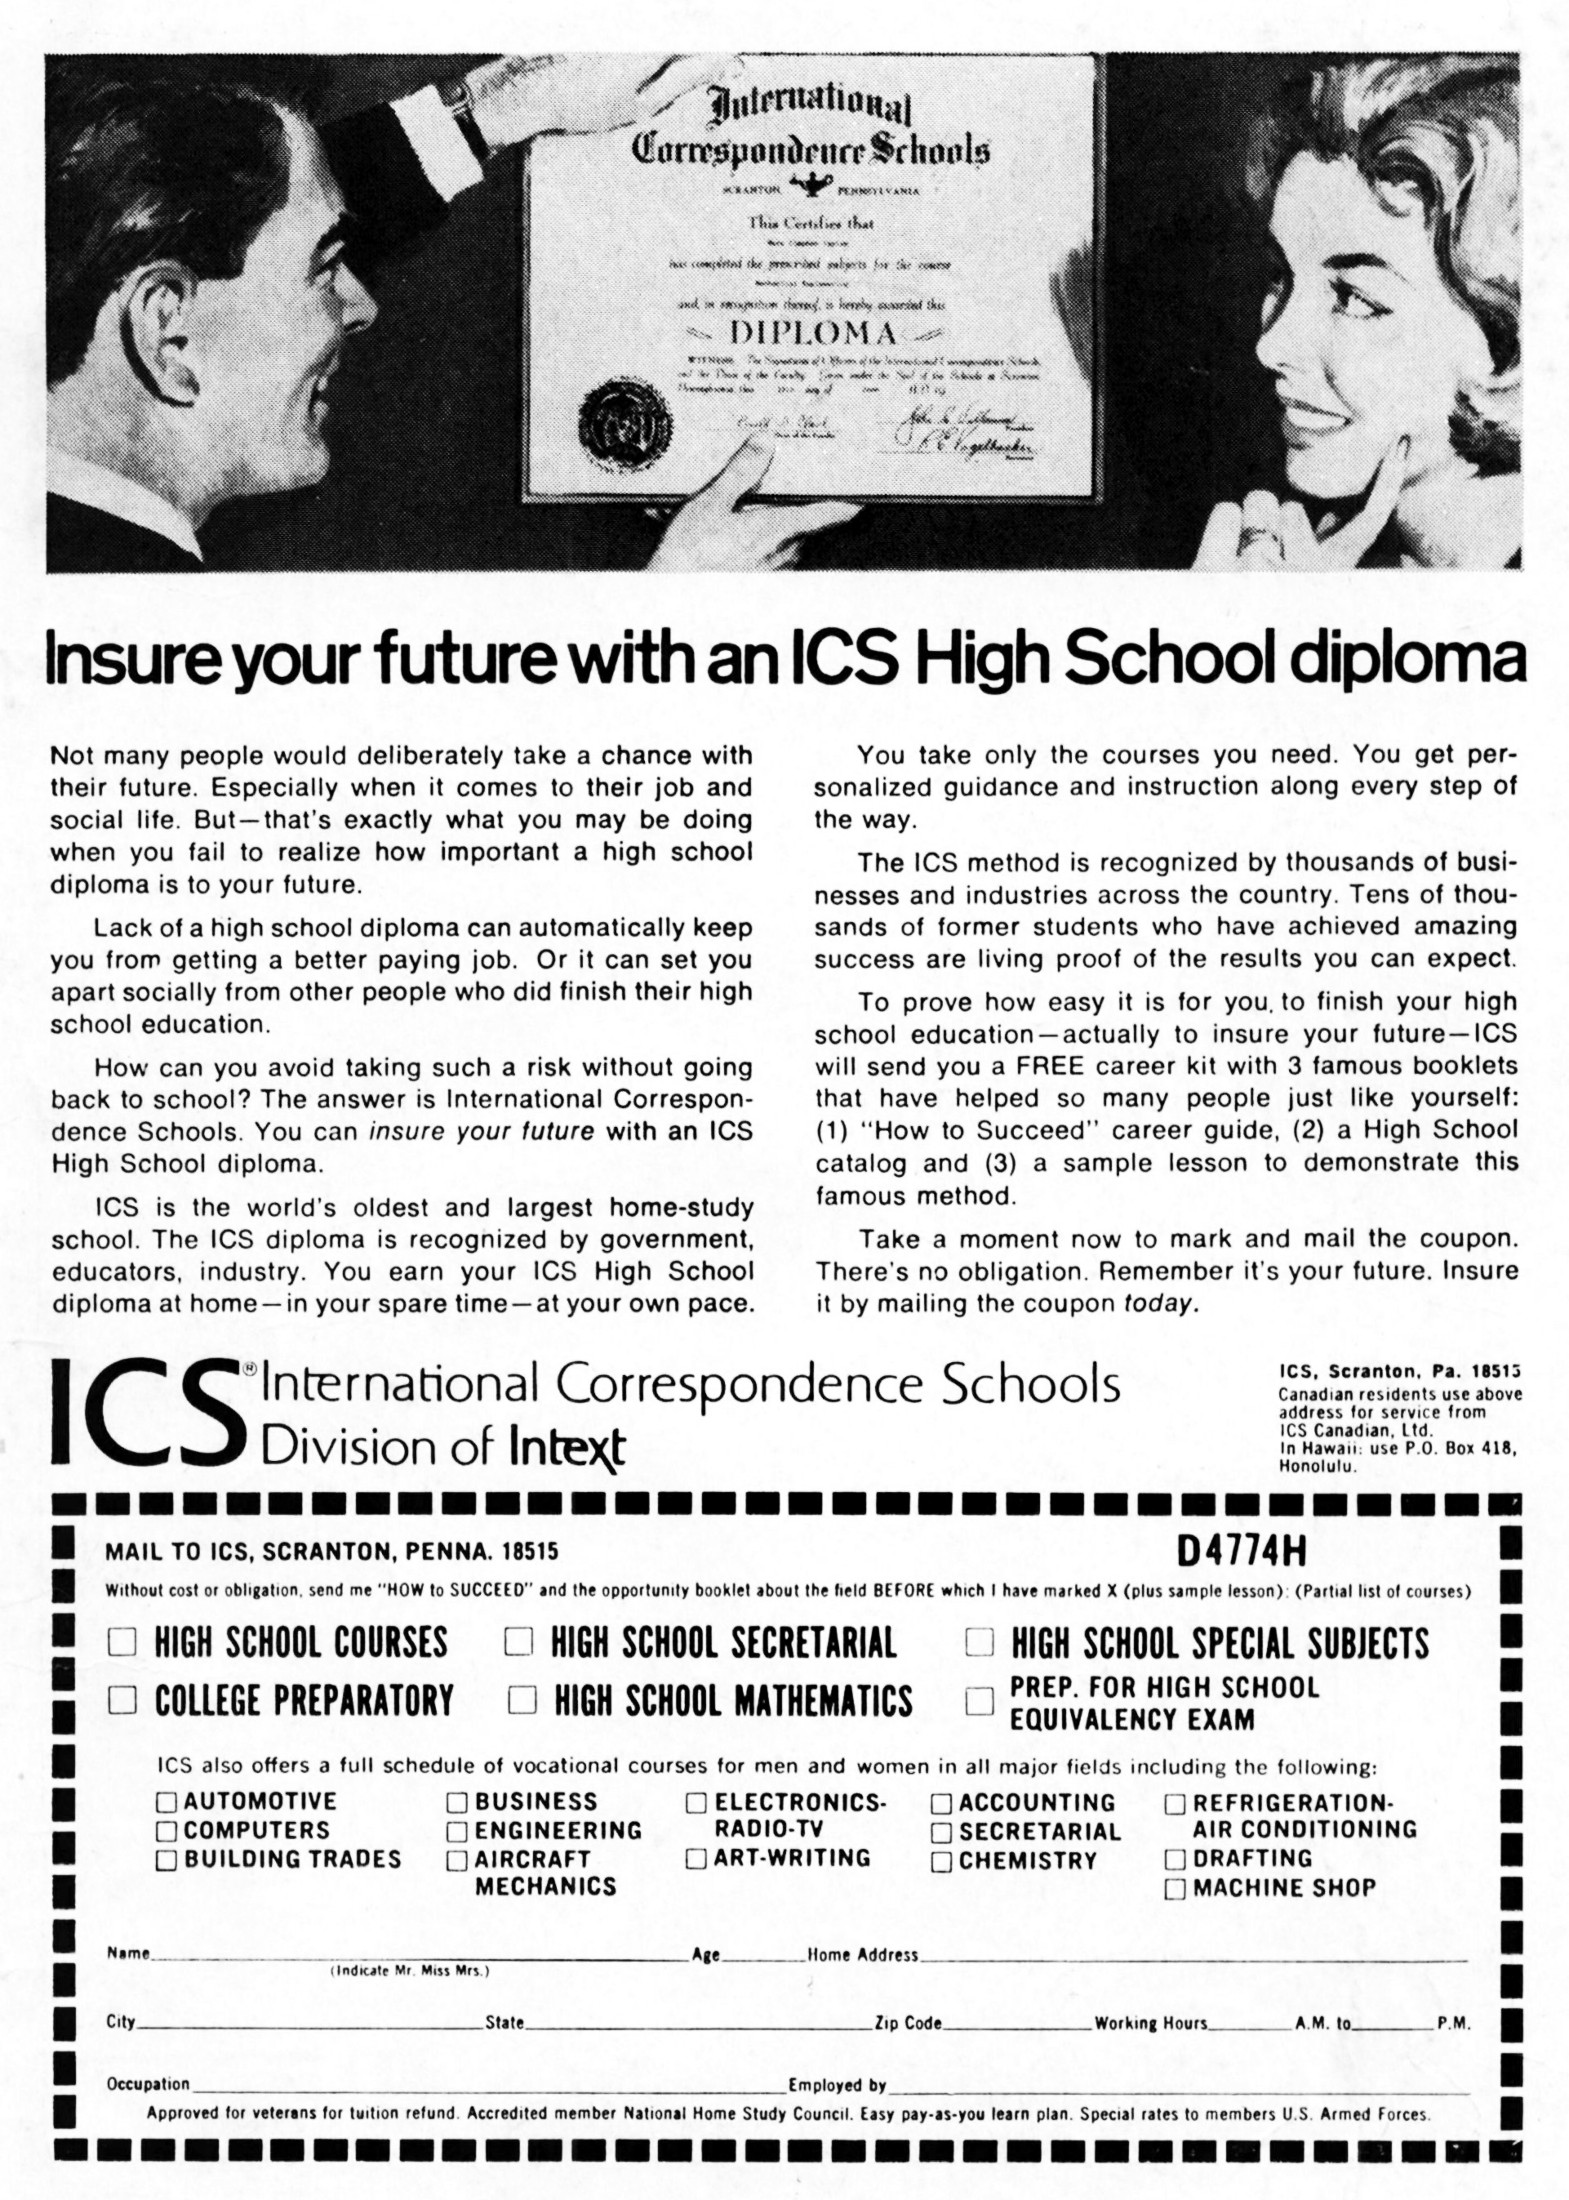 International
Correspondence Schools
SCRANTON, PENNSYLVANIA
This Certifies that
has completed the prescribed subjects for the course
and, in recognition thereof, is hereby awarded this
DIPLOMA
Insure your future with an ICS High School diploma
Not many people would deliberately take a chance with
their future. Especially when it comes to their job and
social life. But—that's exactly what you may be doing
when you fail to realize how important a high school
diploma is to your future.
Lack of a high school diploma can automatically keep
you from getting a better paying job. Or it can set you
apart socially from other people who did finish their high
school education.
How can you avoid taking such a risk without going
back to school? The answer is International Correspon-
dence Schools. You can insure your future with an ICS
High School diploma.
ICS is the world's oldest and largest home-study
school. The ICS diploma is recognized by government,
educators, industry. You earn your ICS High School
diploma at home—in your spare time—at your own pace.
You take only the courses you need. You get per-
sonalized guidance and instruction along every step of
the way.
The ICS method is recognized by thousands of busi-
nesses and industries across the country. Tens of thou-
sands of former students who have achieved amazing
success are living proof of the results you can expect.
To prove how easy it is for you, to finish your high
school education—actually to insure your future—ICS
will send you a FREE career kit with 3 famous booklets
that have helped so many people just like yourself:
(1) "How to Succeed" career guide, (2) a High School
catalog and (3) a sample lesson to demonstrate this
famous method.
Take a moment now to mark and mail the coupon.
There's no obligation. Remember it's your future. Insure
it by mailing the coupon today.
ICS® International Correspondence Schools
Division of Intext
ICS, Scranton, Pa. 18515
Canadian residents use above
address for service from
ICS Canadian, Ltd.
In Hawaii: use P.O. Box 418,
Honolulu.
MAIL TO ICS, SCRANTON, PENNA. 18515 D4774H
Without cost or obligation, send me "HOW to SUCCEED" and the opportunity booklet about the field BEFORE which I have marked X (plus sample lesson): (Partial list of courses)
HIGH SCHOOL COURSES HIGH SCHOOL SECRETARIAL HIGH SCHOOL SPECIAL SUBJECTS
COLLEGE PREPARATORY HIGH SCHOOL MATHEMATICS PREP. FOR HIGH SCHOOL
EQUIVALENCY EXAM
ICS also offers a full schedule of vocational courses for men and women in all major fields including the following:
AUTOMOTIVE
COMPUTERS
BUILDING TRADES
BUSINESS
ENGINEERING
AIRCRAFT
MECHANICS
ELECTRONICS-
RADIO-TV
ART-WRITING
ACCOUNTING
SECRETARIAL
CHEMISTRY
REFRIGERATION-
AIR CONDITIONING
DRAFTING
MACHINE SHOP
Name Age Home Address
(Indicate Mr. Miss Mrs.)
City State Zip Code Working Hours A.M. to P.M.
Occupation Employed by
Approved for veterans for tuition refund. Accredited member National Home Study Council. Easy pay-as-you learn plan. Special rates to members U.S. Armed Forces.